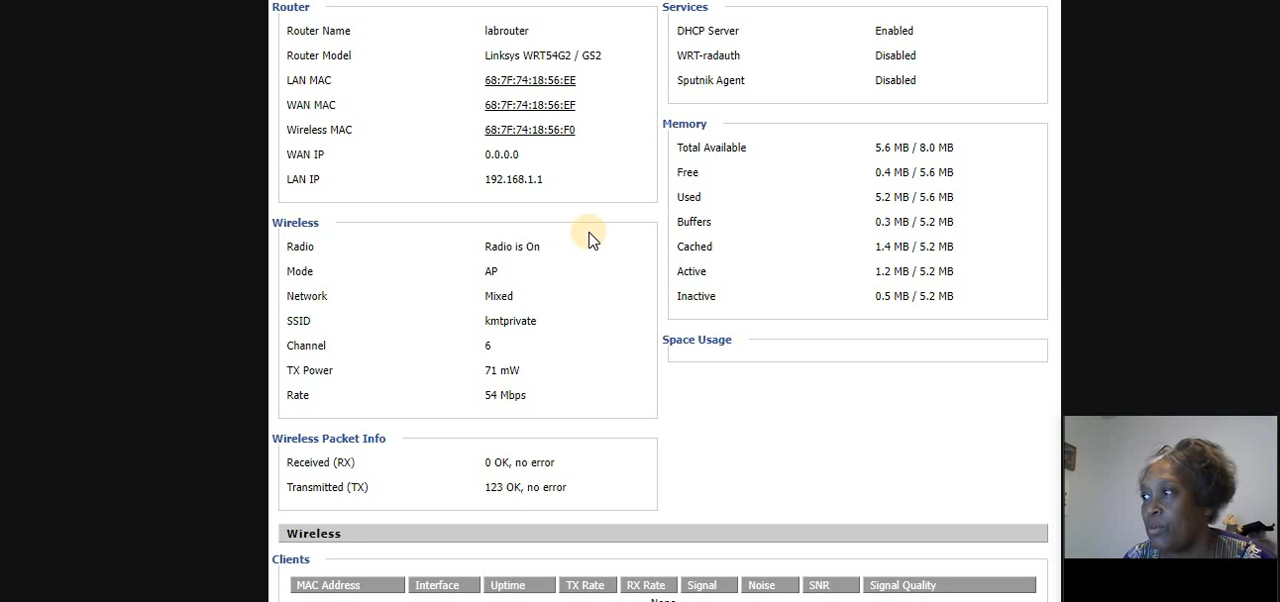 Router
Router Name labrouter
Router Model Linksys WRT54G2 / GS2
LAN MAC 68:7F:74:18:56:EE
WAN MAC 68:7F:74:18:56:EF
Wireless MAC 68:7F:74:18:56:F0
WAN IP 0.0.0.0
LAN IP 192.168.1.1
Wireless
Radio Radio is On
Mode AP
Network Mixed
SSID kmtprivate
Channel 6
TX Power 71 mW
Rate 54 Mbps
Wireless Packet Info
Received (RX) 0 OK, no error
Transmitted (TX) 123 OK, no error
Services
DHCP Server Enabled
WRT-radauth Disabled
Sputnik Agent Disabled
Memory
Total Available 5.6 MB / 8.0 MB
Free 0.4 MB / 5.6 MB
Used 5.2 MB / 5.6 MB
Buffers 0.3 MB / 5.2 MB
Cached 1.4 MB / 5.2 MB
Active 1.2 MB / 5.2 MB
Inactive 0.5 MB / 5.2 MB
Space Usage
Wireless
Clients
MAC Address Interface Uptime TX Rate RX Rate Signal Noise SNR Signal Quality